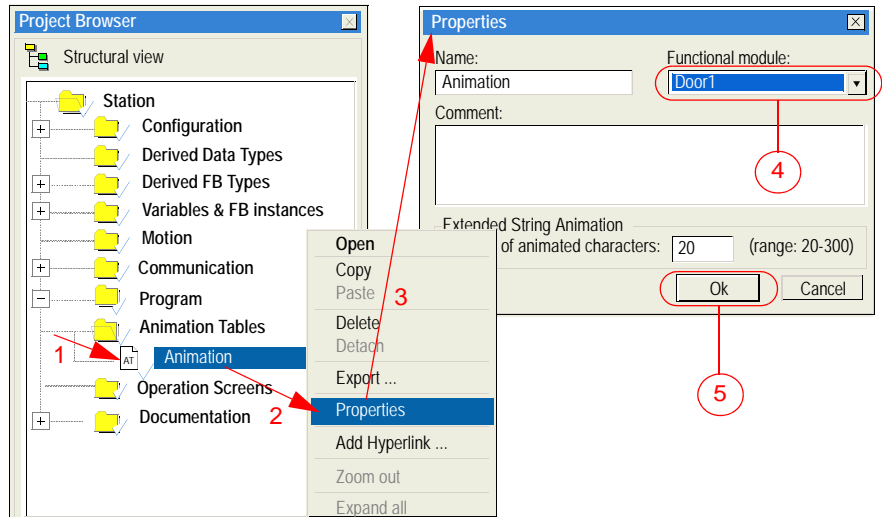 Project Browser
Structural view
Station
Configuration
Derived Data Types
Derived FB Types
Variables & FB instances
Motion
Communication
Program
Animation Tables
1
AT
Animation
Operation Screens
2
Documentation
Open
Copy
Paste
3
Delete
Detach
Export ...
Properties
Add Hyperlink ...
Zoom out
Expand all
Properties
Name:
Functional module:
Animation
Door1
Comment:
4
Extended String Animation
of animated characters:
20
(range: 20-300)
Ok
Cancel
5